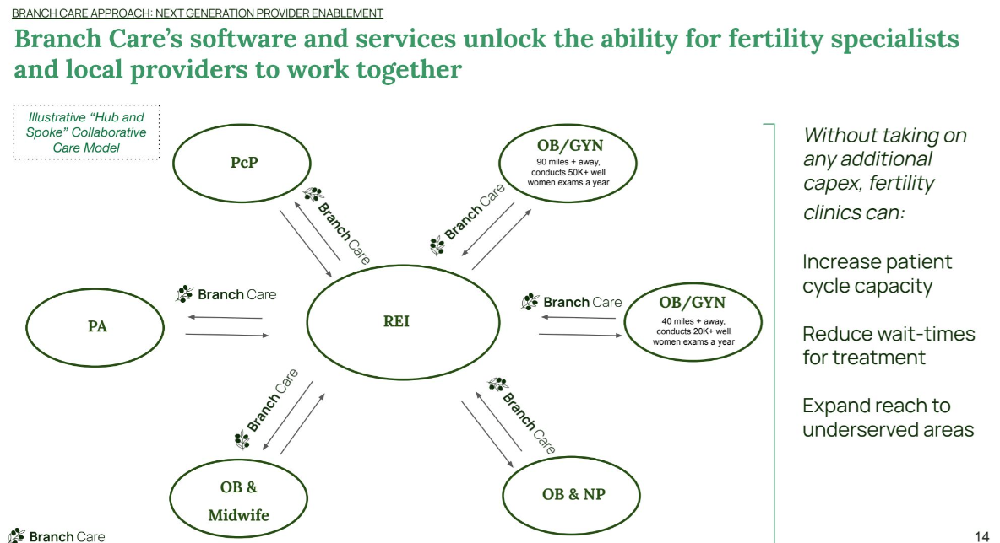 BRANCH CARE APPROACH: NEXT GENERATION PROVIDER ENABLEMENT
Branch Care’s software and services unlock the ability for fertility specialists
and local providers to work together
Illustrative “Hub and
Spoke” Collaborative
Care Model
PcP
OB/GYN
90 miles + away,
conducts 50K+ well
women exams a year
Branch Care
Branch Care
PA
Branch Care
REI
Branch Care
OB/GYN
40 miles + away,
conducts 20K+ well
women exams a year
Branch Care
Branch Care
OB &
Midwife
OB & NP
Without taking on
any additional
capex, fertility
clinics can:
Increase patient
cycle capacity
Reduce wait-times
for treatment
Expand reach to
underserved areas
Branch Care
14